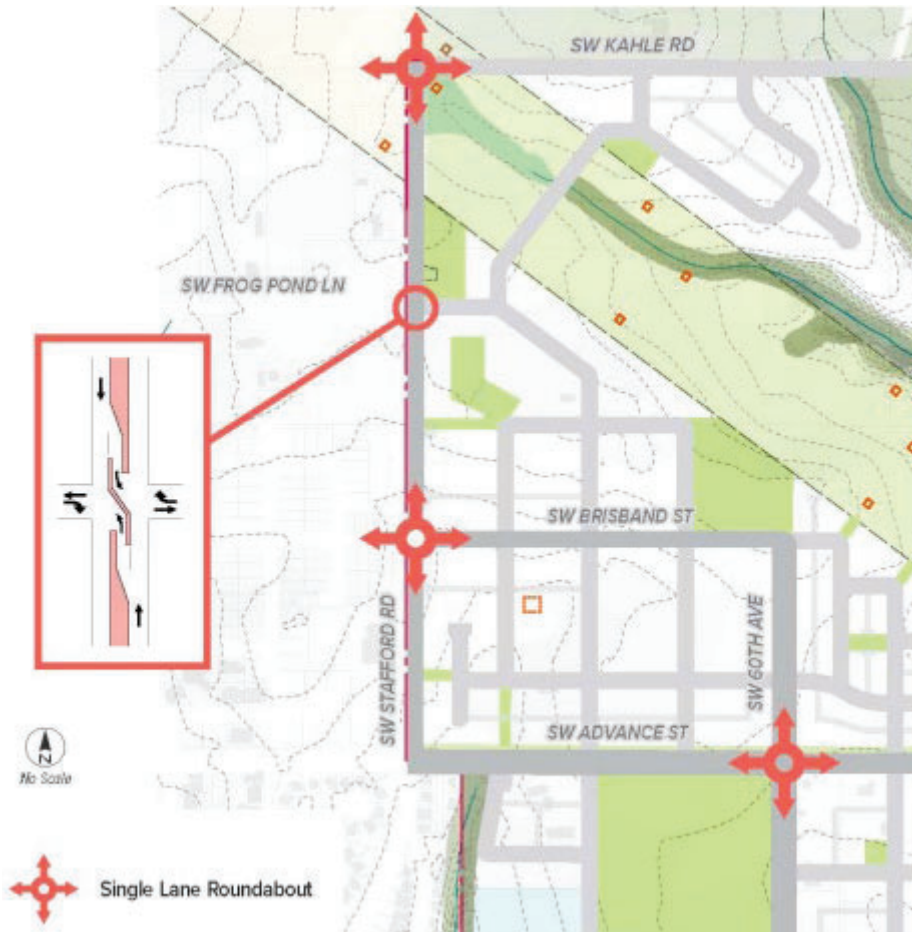 SW KAHLE RD
SW FROG POND LN
SW BRISBAND ST
SW STAFFORD RD
SW 60TH AVE
SW ADVANCE ST
N
No Scale
Single Lane Roundabout